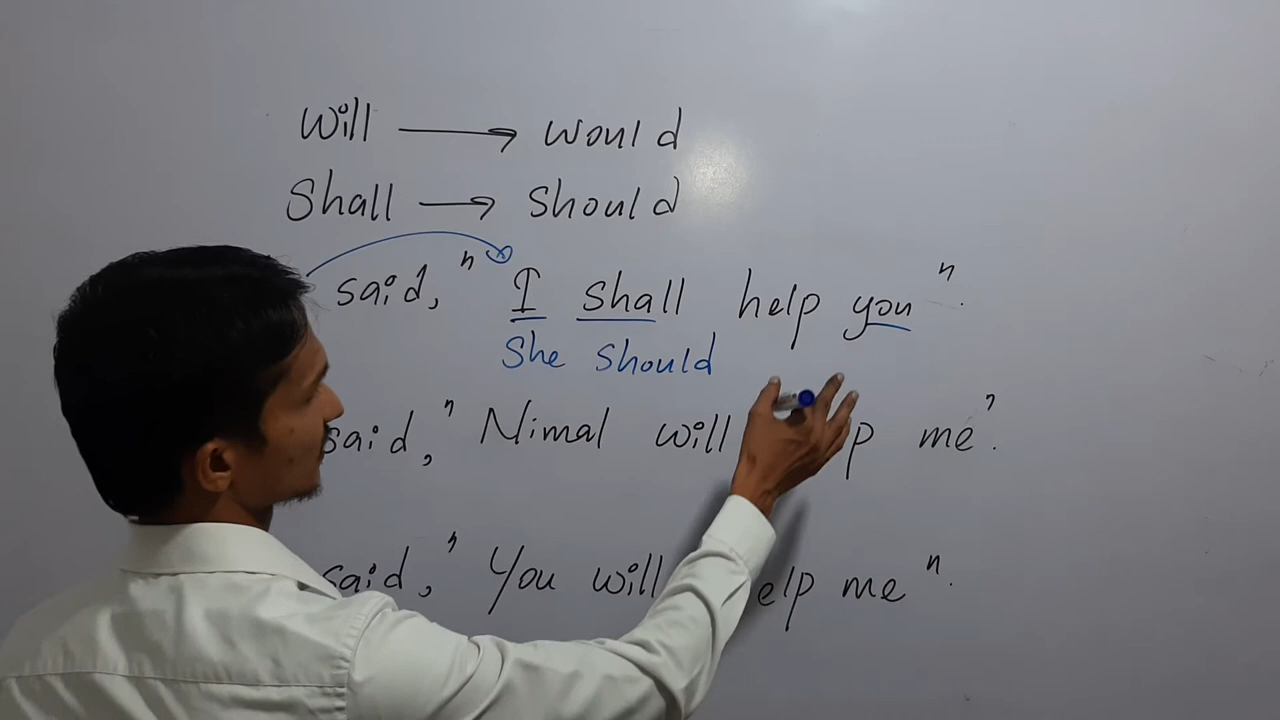 Will → would
Shall → Should
said, " I shall help you ".
She should
said, " Nimal will me ".
said, " You will help me ".